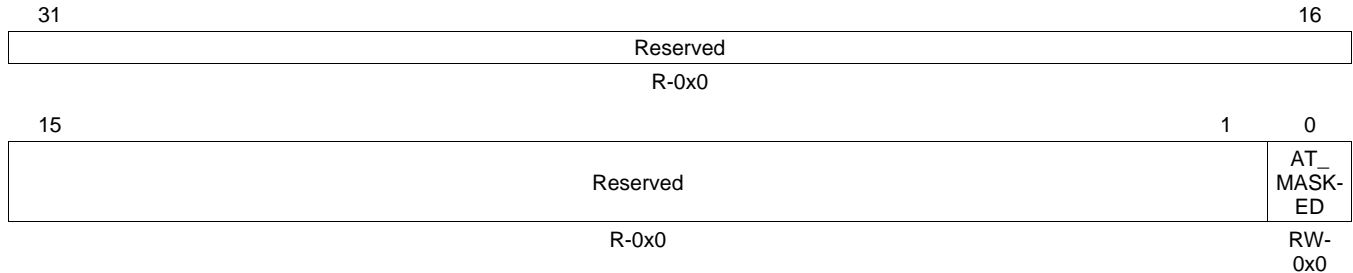 31 16
Reserved
R-0x0
15 1 0
Reserved
AT_
MASK-
ED
R-0x0
RW-
0x0